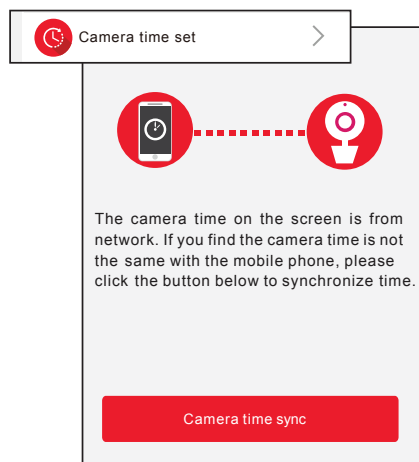 Camera time set
The camera time on the screen is from
network. If you find the camera time is not
the same with the mobile phone, please
click the button below to synchronize time.
Camera time sync